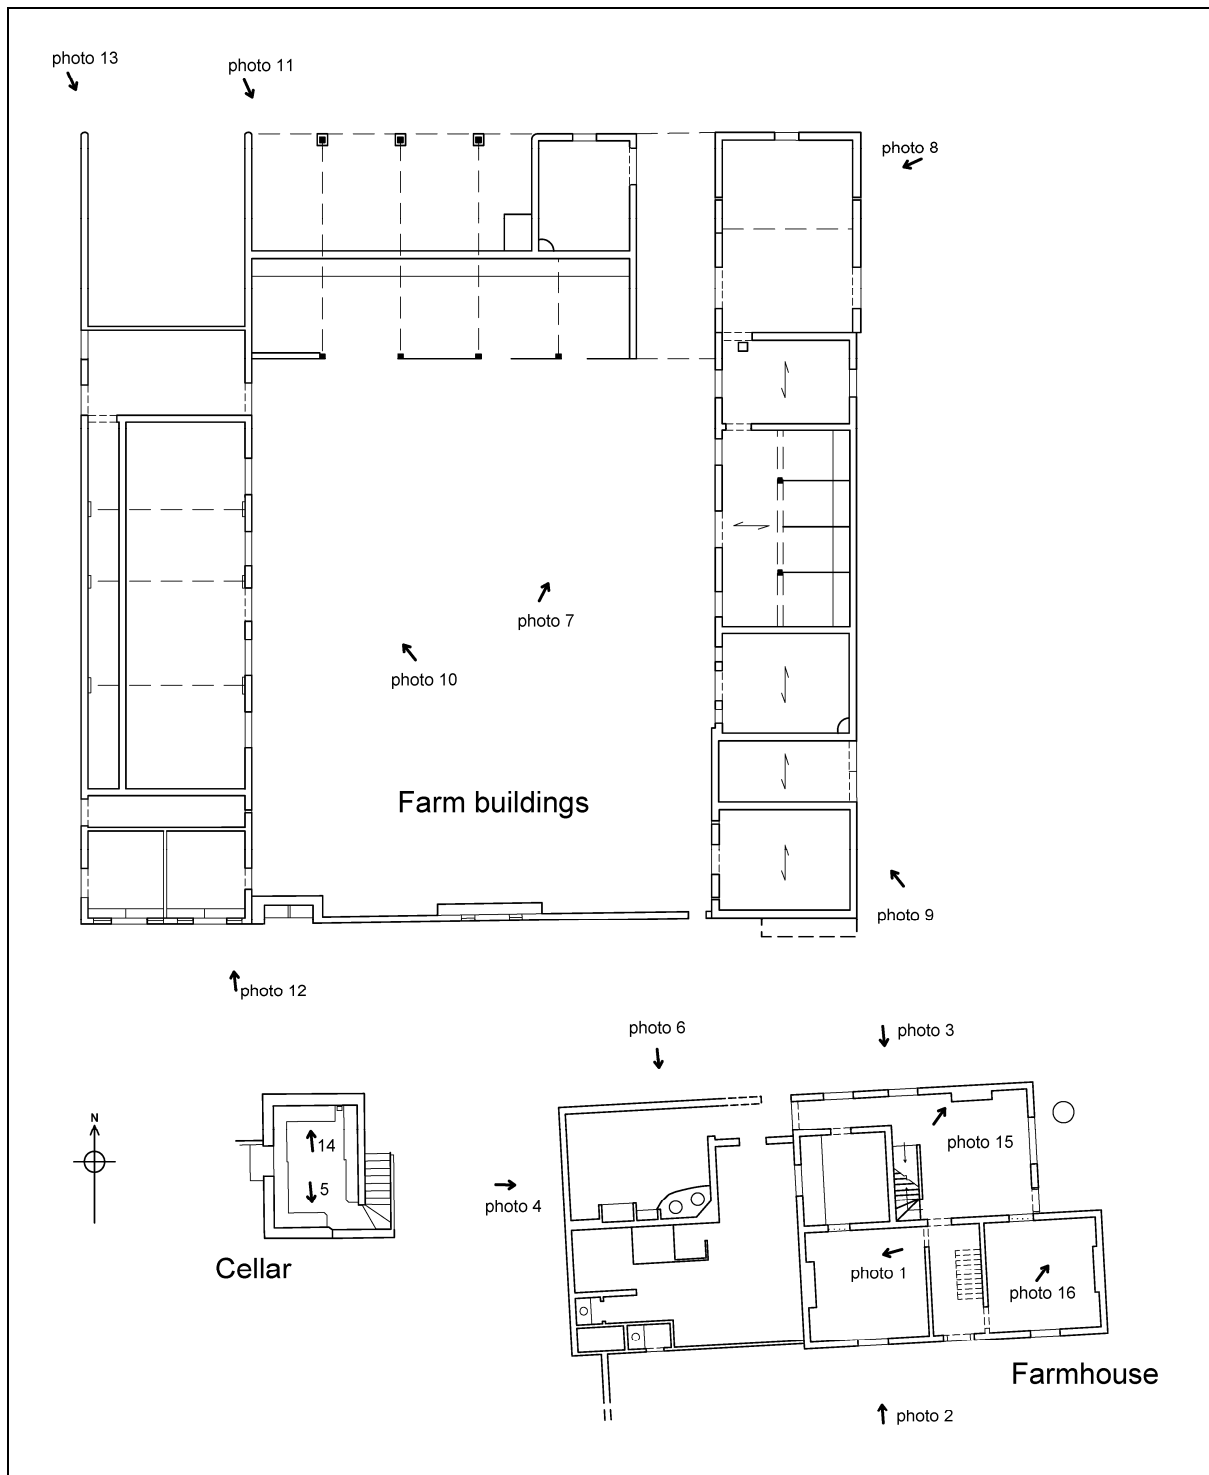 photo 13
photo 11
photo 8
photo 7
photo 10
Farm buildings
photo 9
photo 12
photo 6
photo 3
N
14
photo 15
5
photo 4
Cellar
photo 1
photo 16
Farmhouse
photo 2